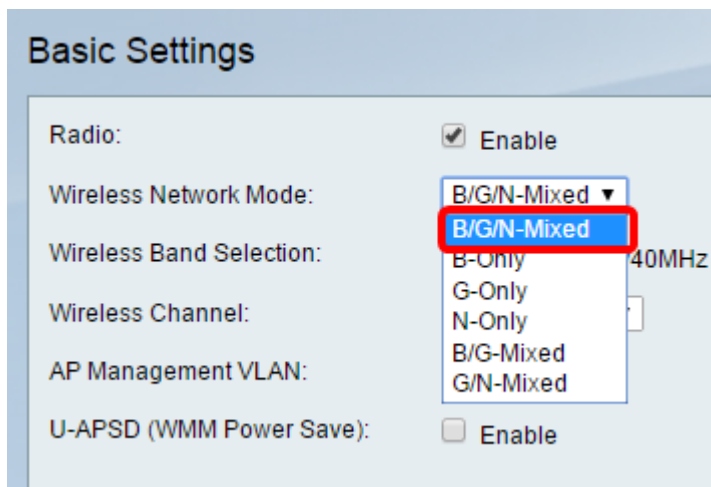 Basic Settings
Radio: Enable
Wireless Network Mode: B/G/N-Mixed
B/G/N-Mixed
Wireless Band Selection: B-Only 40MHz
G-Only
Wireless Channel: N-Only
B/G-Mixed
AP Management VLAN: G/N-Mixed
U-APSD (WMM Power Save): Enable